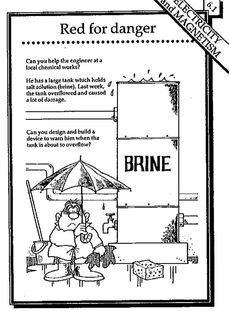 ELECTRICITY
and MAGNETISM
6.1
Red for danger
Can you help the engineer at a
local chemical works?
He has a large tank which holds
salt solution (brine). Last week,
the tank overflowed and caused
a lot of damage.
Can you design and build a
device to warn him when the
tank is about to overflow?
BRINE